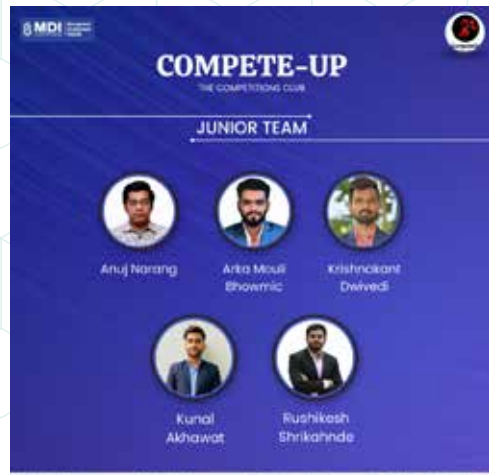 MDI
COMPETE-UP
THE COMPETITIONS CLUB
JUNIOR TEAM
Anuj Narang
Arka Mouli
Bhowmic
Krishnakant
Dwivedi
Kunal
Akhawat
Rushikesh
Shrikahnde